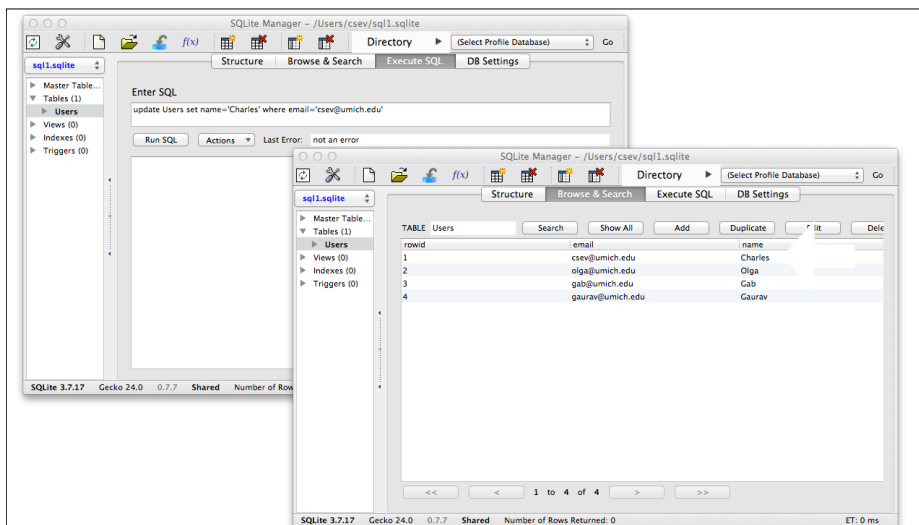 SQLite Manager - /Users/csev/sql1.sqlite
f(x) Directory (Select Profile Database) Go
sql1.sqlite
Structure Browse & Search Execute SQL DB Settings
Master Table...
Tables (1)
Users
Views (0)
Indexes (0)
Triggers (0)
Enter SQL
update Users set name='Charles' where email='csev@umich.edu'
Run SQL Actions Last Error: not an error
SQLite 3.7.17 Gecko 24.0 0.7.7 Shared Number of Row
SQLite Manager - /Users/csev/sql1.sqlite
f(x) Directory (Select Profile Database) Go
sql1.sqlite
Structure Browse & Search Execute SQL DB Settings
Master Table...
Tables (1)
Users
Views (0)
Indexes (0)
Triggers (0)
TABLE Users Search Show All Add Duplicate Dele
rowid email name
1 csev@umich.edu Charles
2 olga@umich.edu Olga
3 gab@umich.edu Gab
4 gaurav@umich.edu Gaurav
<< < 1 to 4 of 4 > >>
SQLite 3.7.17 Gecko 24.0 0.7.7 Shared Number of Rows Returned: 0 ET: 0 ms